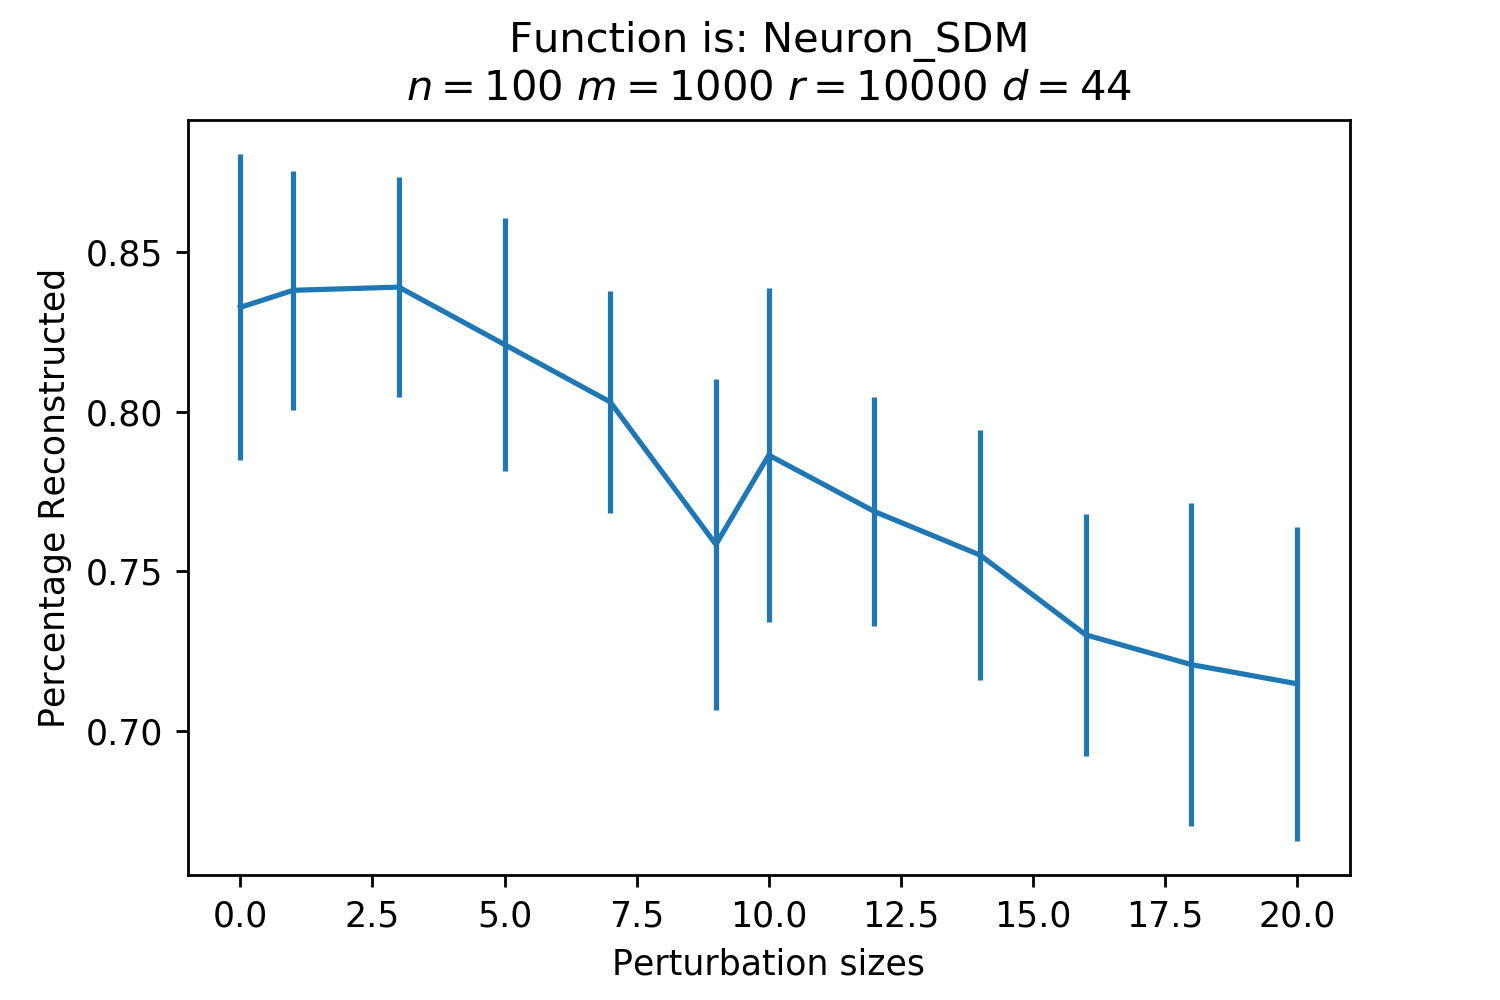 Function is: Neuron_SDM
n = 100 m = 1000 r = 10000 d = 44
Percentage Reconstructed
0.85
0.80
0.75
0.70
0.0 2.5 5.0 7.5 10.0 12.5 15.0 17.5 20.0
Perturbation sizes